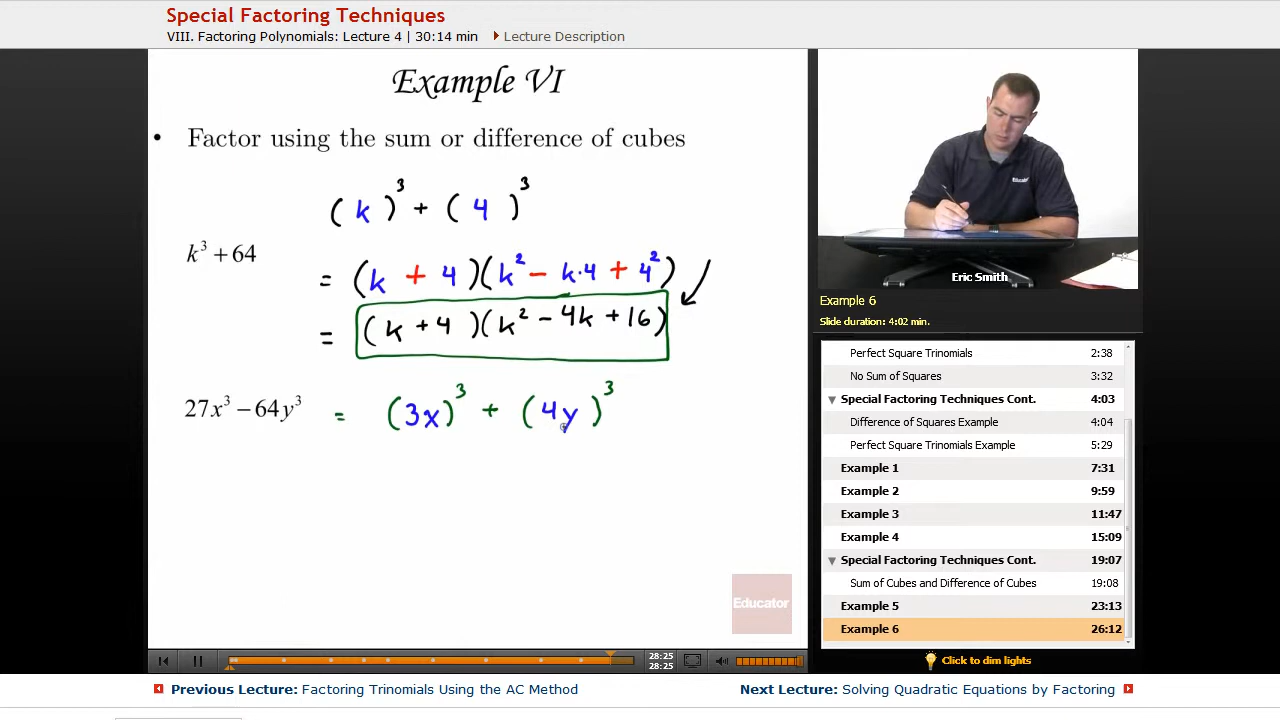 Special Factoring Techniques
VIII. Factoring Polynomials: Lecture 4 | 30:14 min Lecture Description
Example VI
• Factor using the sum or difference of cubes
(k)³ + (4)³
k³ + 64
= (k + 4)(k² − k·4 + 4²)
= (k + 4)(k² − 4k + 16)
27x³ − 64y³ = (3x)³ + (4y)³
Educator
Educator
Eric Smith
Example 6
Slide duration: 4:02 min.
Perfect Square Trinomials 2:38
No Sum of Squares 3:32
Special Factoring Techniques Cont. 4:03
Difference of Squares Example 4:04
Perfect Square Trinomials Example 5:29
Example 1 7:31
Example 2 9:59
Example 3 11:47
Example 4 15:09
Special Factoring Techniques Cont. 19:07
Sum of Cubes and Difference of Cubes 19:08
Example 5 23:13
Example 6 26:12
28:25
28:25
Click to dim lights
Previous Lecture: Factoring Trinomials Using the AC Method
Next Lecture: Solving Quadratic Equations by Factoring